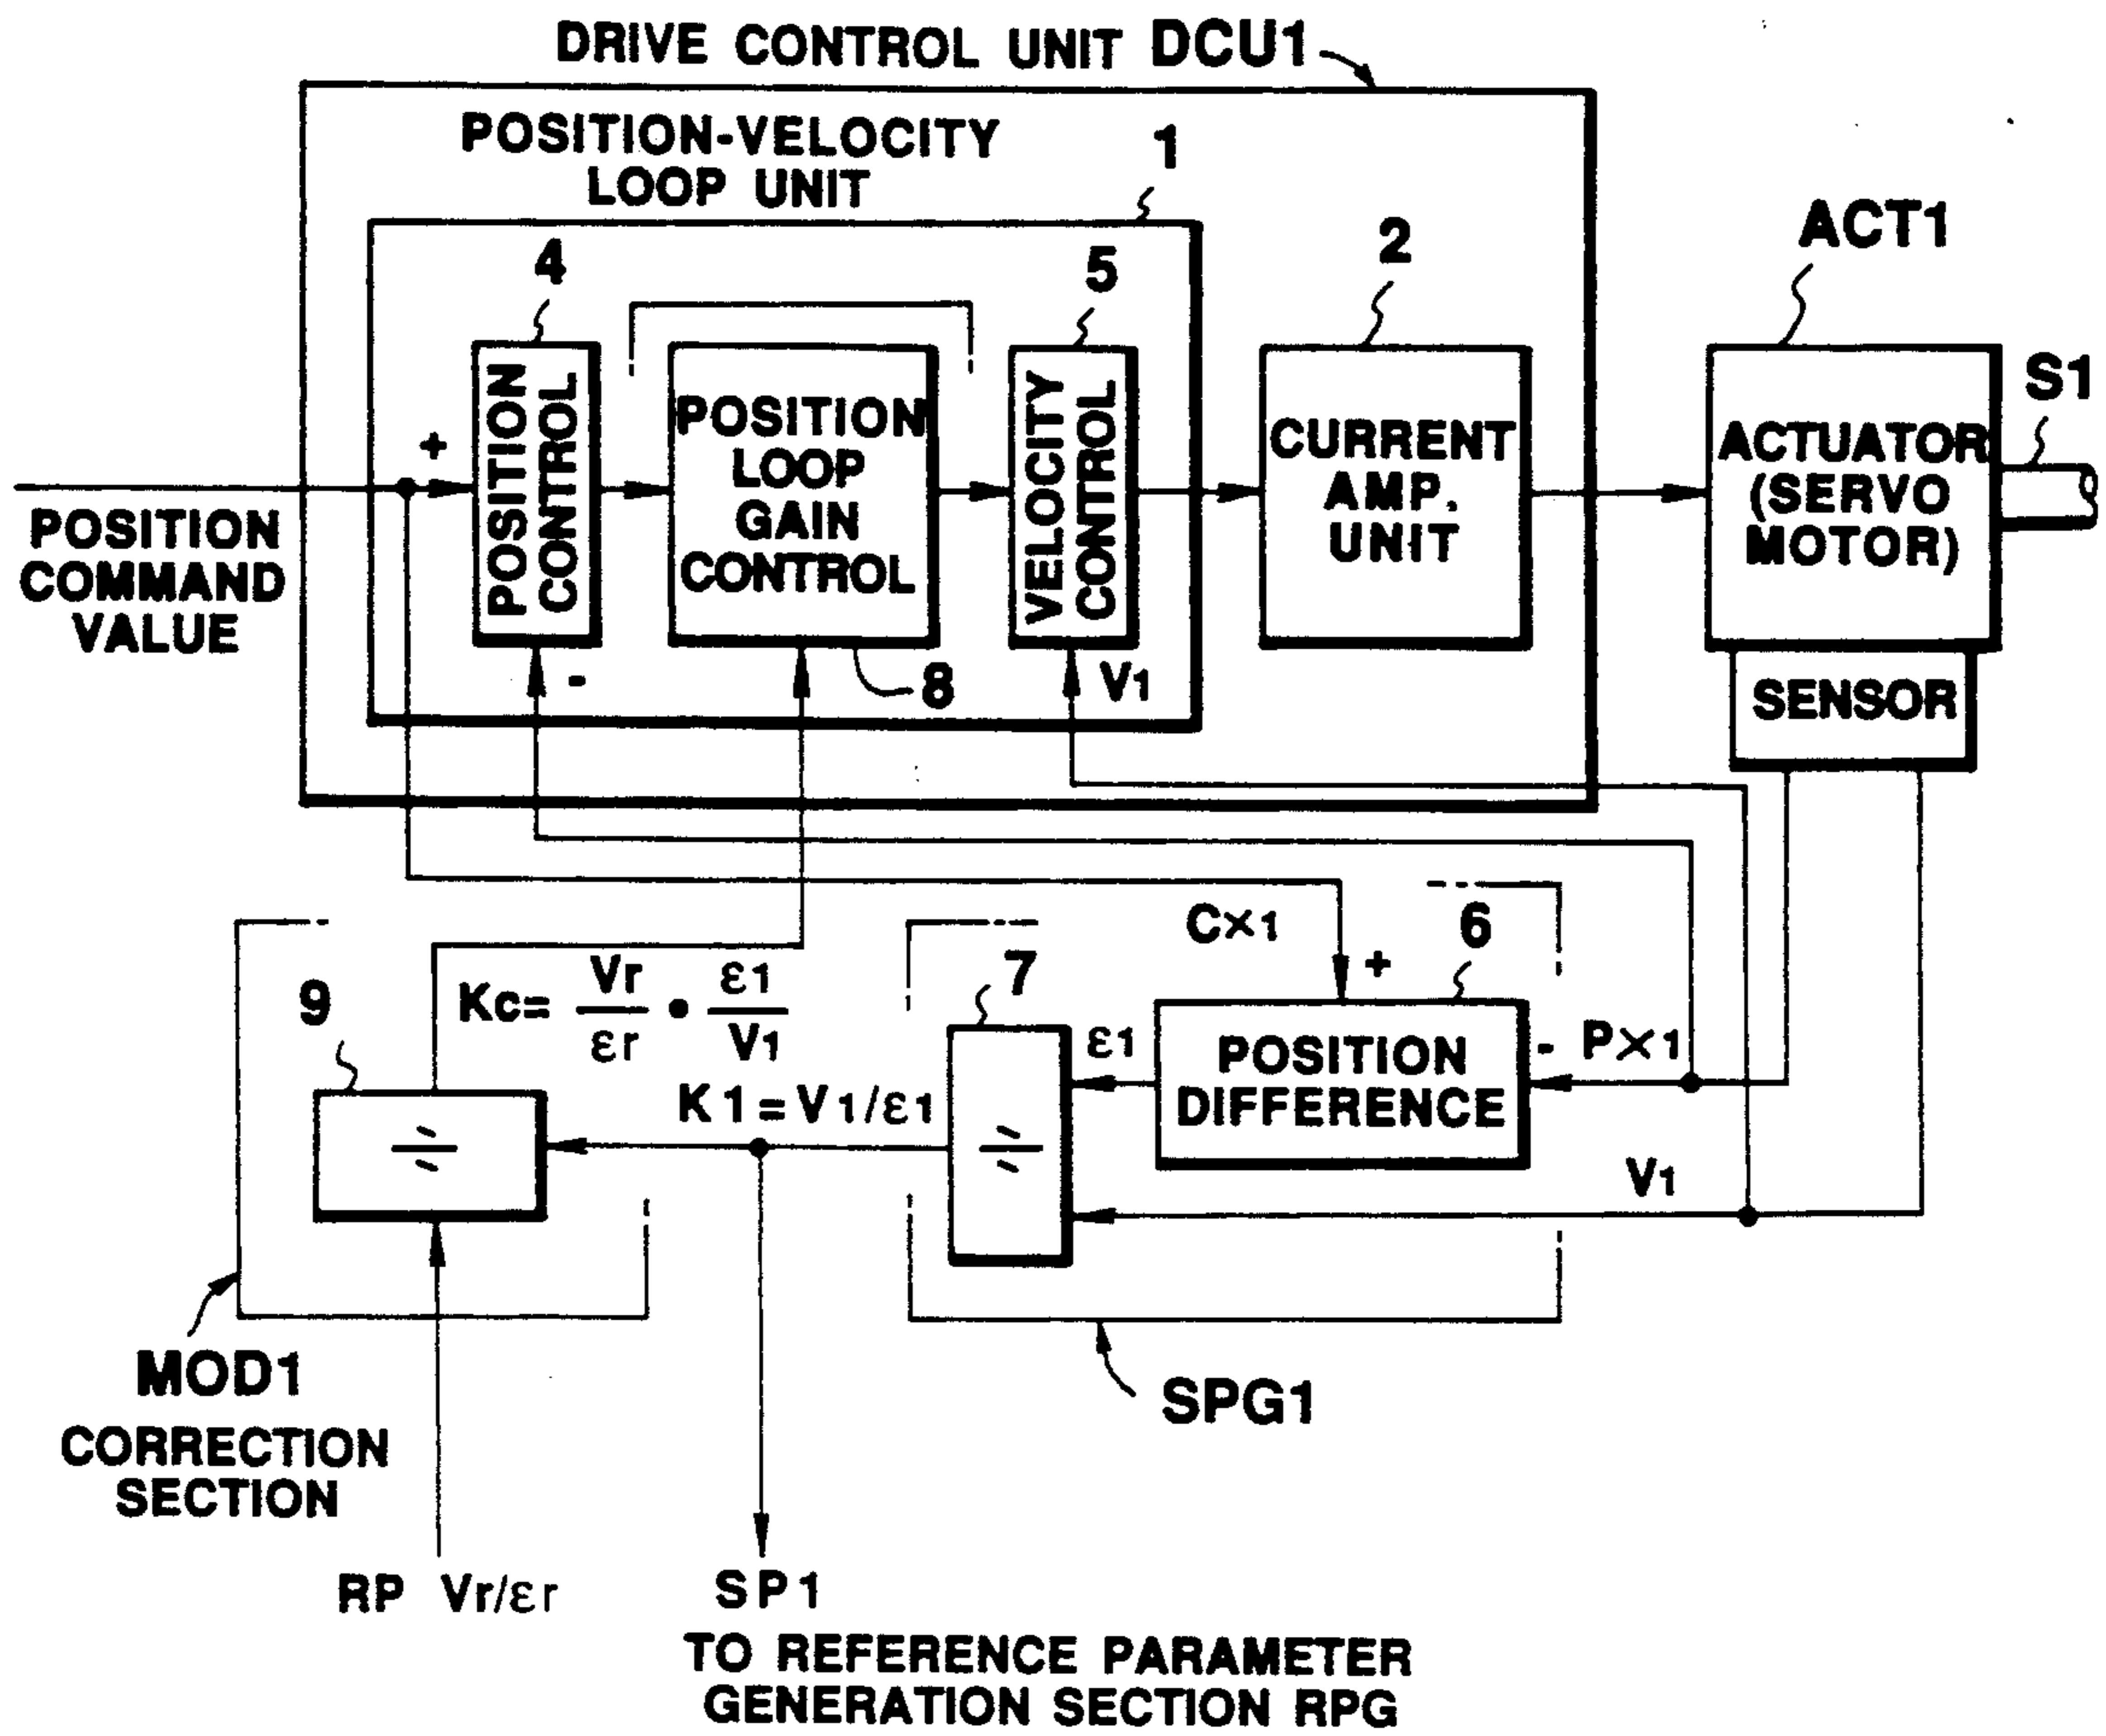 DRIVE CONTROL UNIT DCU1
POSITION-VELOCITY
LOOP UNIT
1
ACT1
4
5
2
S1
+
POSITION
CONTROL
POSITION
LOOP
GAIN
CONTROL
VELOCITY
CONTROL
CURRENT
AMP.
UNIT
ACTUATOR
(SERVO
MOTOR)
POSITION
COMMAND
VALUE
-
8
V1
SENSOR
C×1
6
+
7
9
Kc= Vr/εr • ε1/V1
ε1
POSITION
DIFFERENCE
-
P×1
K1=V1/ε1
÷
÷
V1
MOD1
CORRECTION
SECTION
SPG1
RP Vr/εr
SP1
TO REFERENCE PARAMETER
GENERATION SECTION RPG